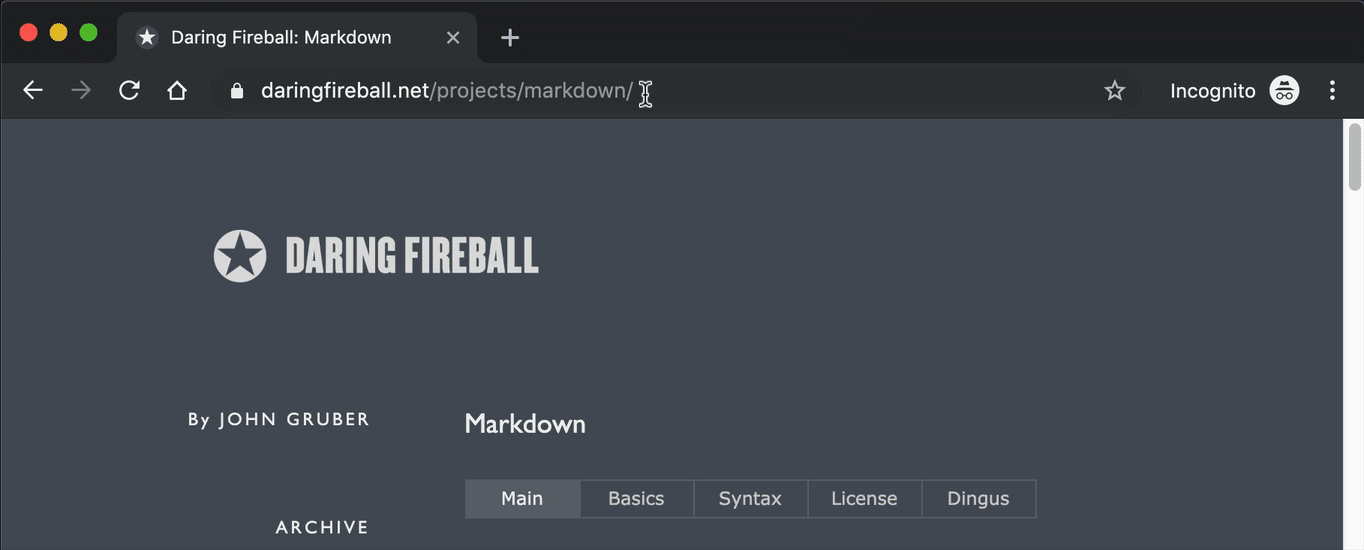 Daring Fireball: Markdown
daringfireball.net/projects/markdown/
Incognito
DARING FIREBALL
By JOHN GRUBER
Markdown
Main Basics Syntax License Dingus
ARCHIVE